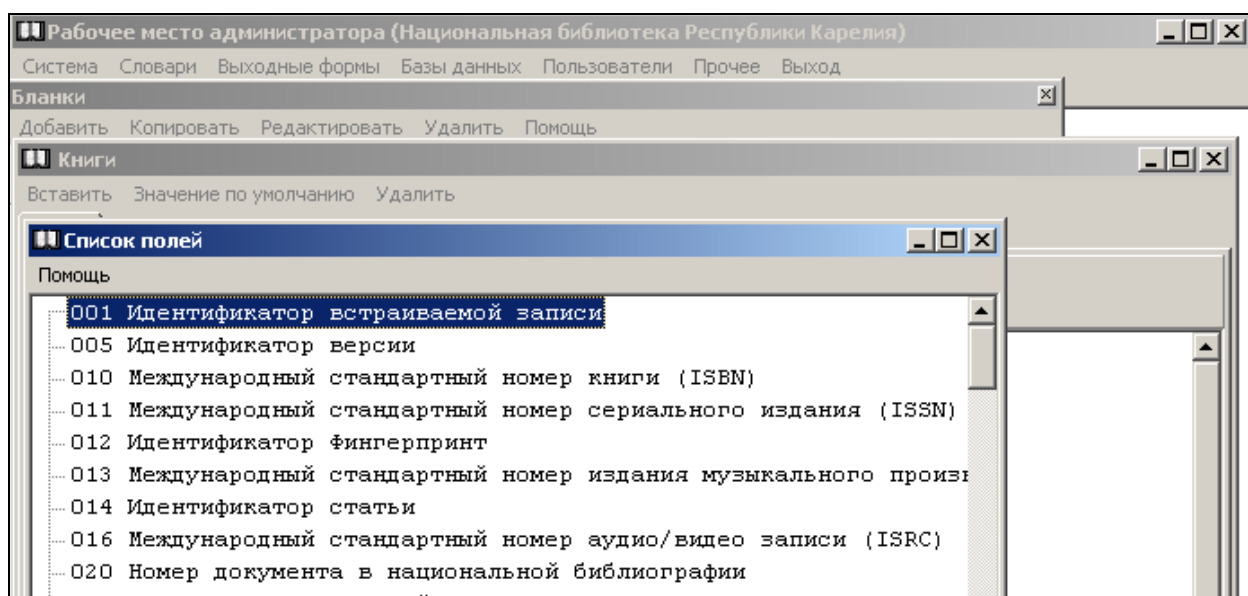 Рабочее место администратора (Национальная библиотека Республики Карелия)
Система Словари Выходные формы Базы данных Пользователи Прочее Выход
Бланки
Добавить Копировать Редактировать Удалить Помощь
Книги
Вставить Значение по умолчанию Удалить
Список полей
Помощь
001 Идентификатор встраиваемой записи
005 Идентификатор версии
010 Международный стандартный номер книги (ISBN)
011 Международный стандартный номер сериального издания (ISSN)
012 Идентификатор Фингерпринт
013 Международный стандартный номер издания музыкального
014 Идентификатор статьи
016 Международный стандартный номер аудио/видео записи (ISRC)
020 Номер документа в национальной библиографии